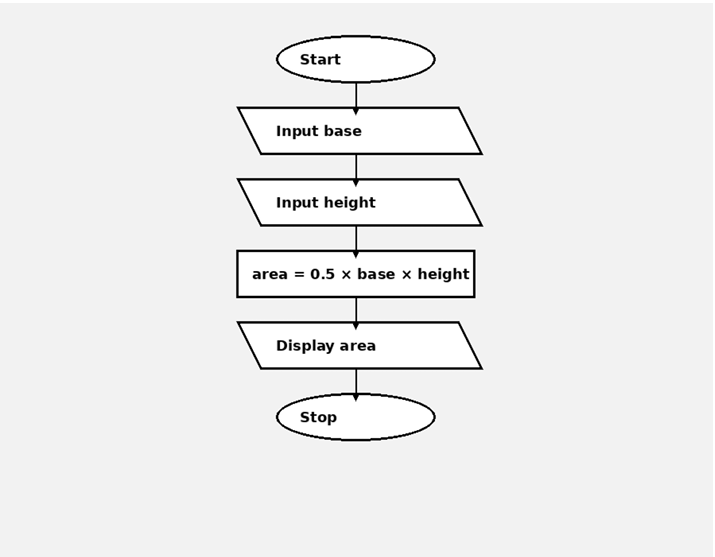 Start
Input base
Input height
area = 0.5 × base × height
Display area
Stop